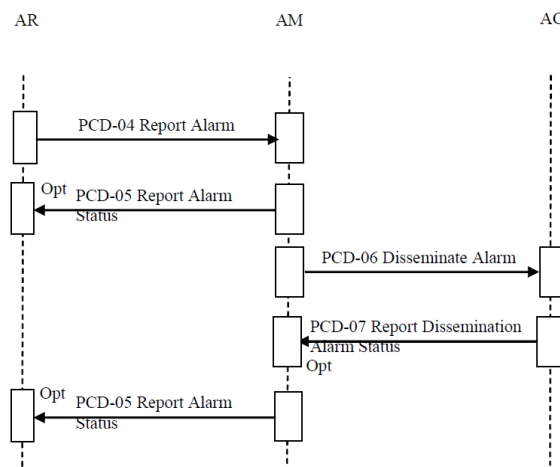 AR AM AC
PCD-04 Report Alarm
Opt PCD-05 Report Alarm
Status
PCD-06 Disseminate Alarm
PCD-07 Report Dissemination
Alarm Status
Opt
Opt PCD-05 Report Alarm
Status